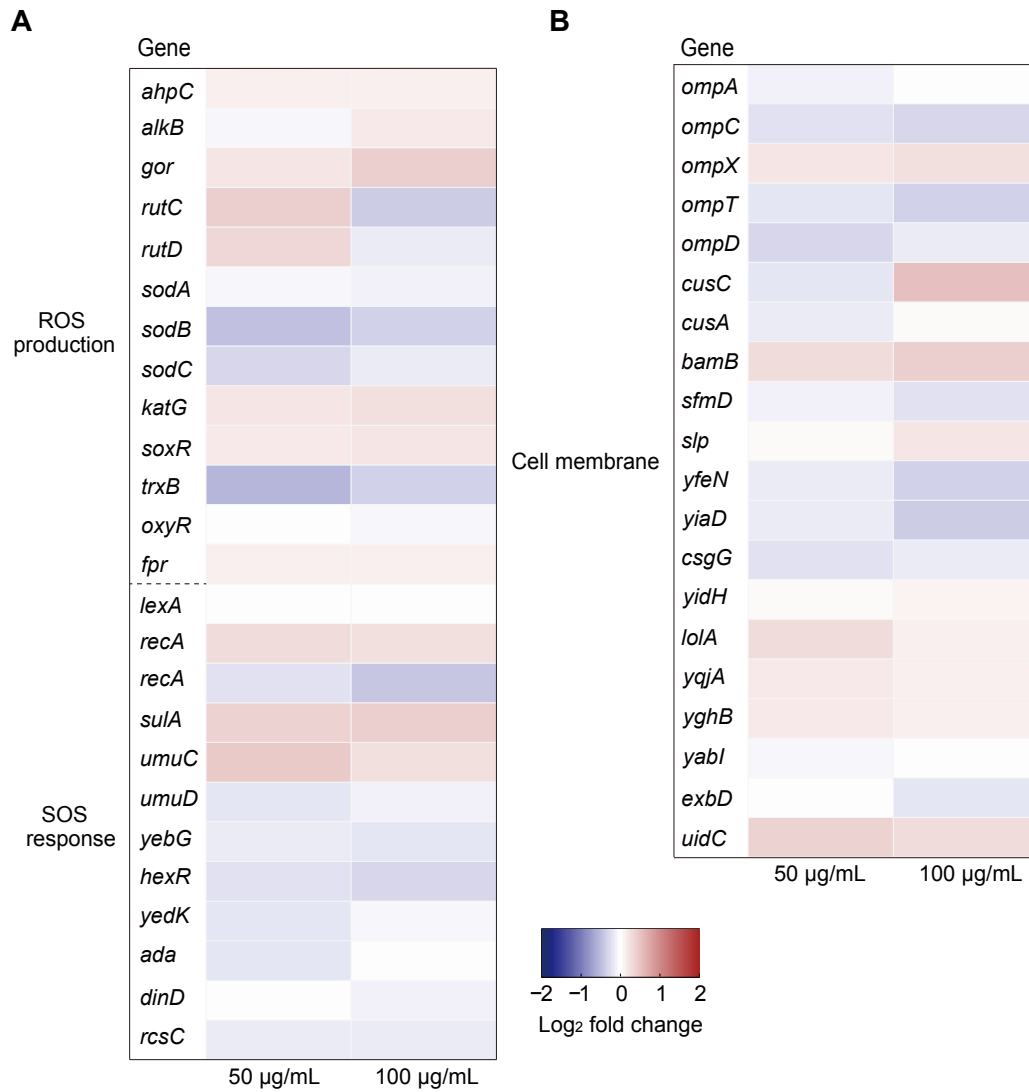 A
Gene
ahpC
alkB
gor
rutC
rutD
sodA
sodB
sodC
katG
soxR
trxB
oxyR
fpr
lexA
recA
recA
sulA
umuC
umuD
yebG
hexR
yedK
ada
dinD
rcsC
ROS
production
SOS
response
50 µg/mL 100 µg/mL
B
Gene
ompA
ompC
ompX
ompT
ompD
cusC
cusA
bamB
sfmD
slp
yfeN
yiaD
csgG
yidH
lolA
yqjA
yghB
yabI
exbD
uidC
Cell membrane
50 µg/mL 100 µg/mL
−2 −1 0 1 2
Log2 fold change